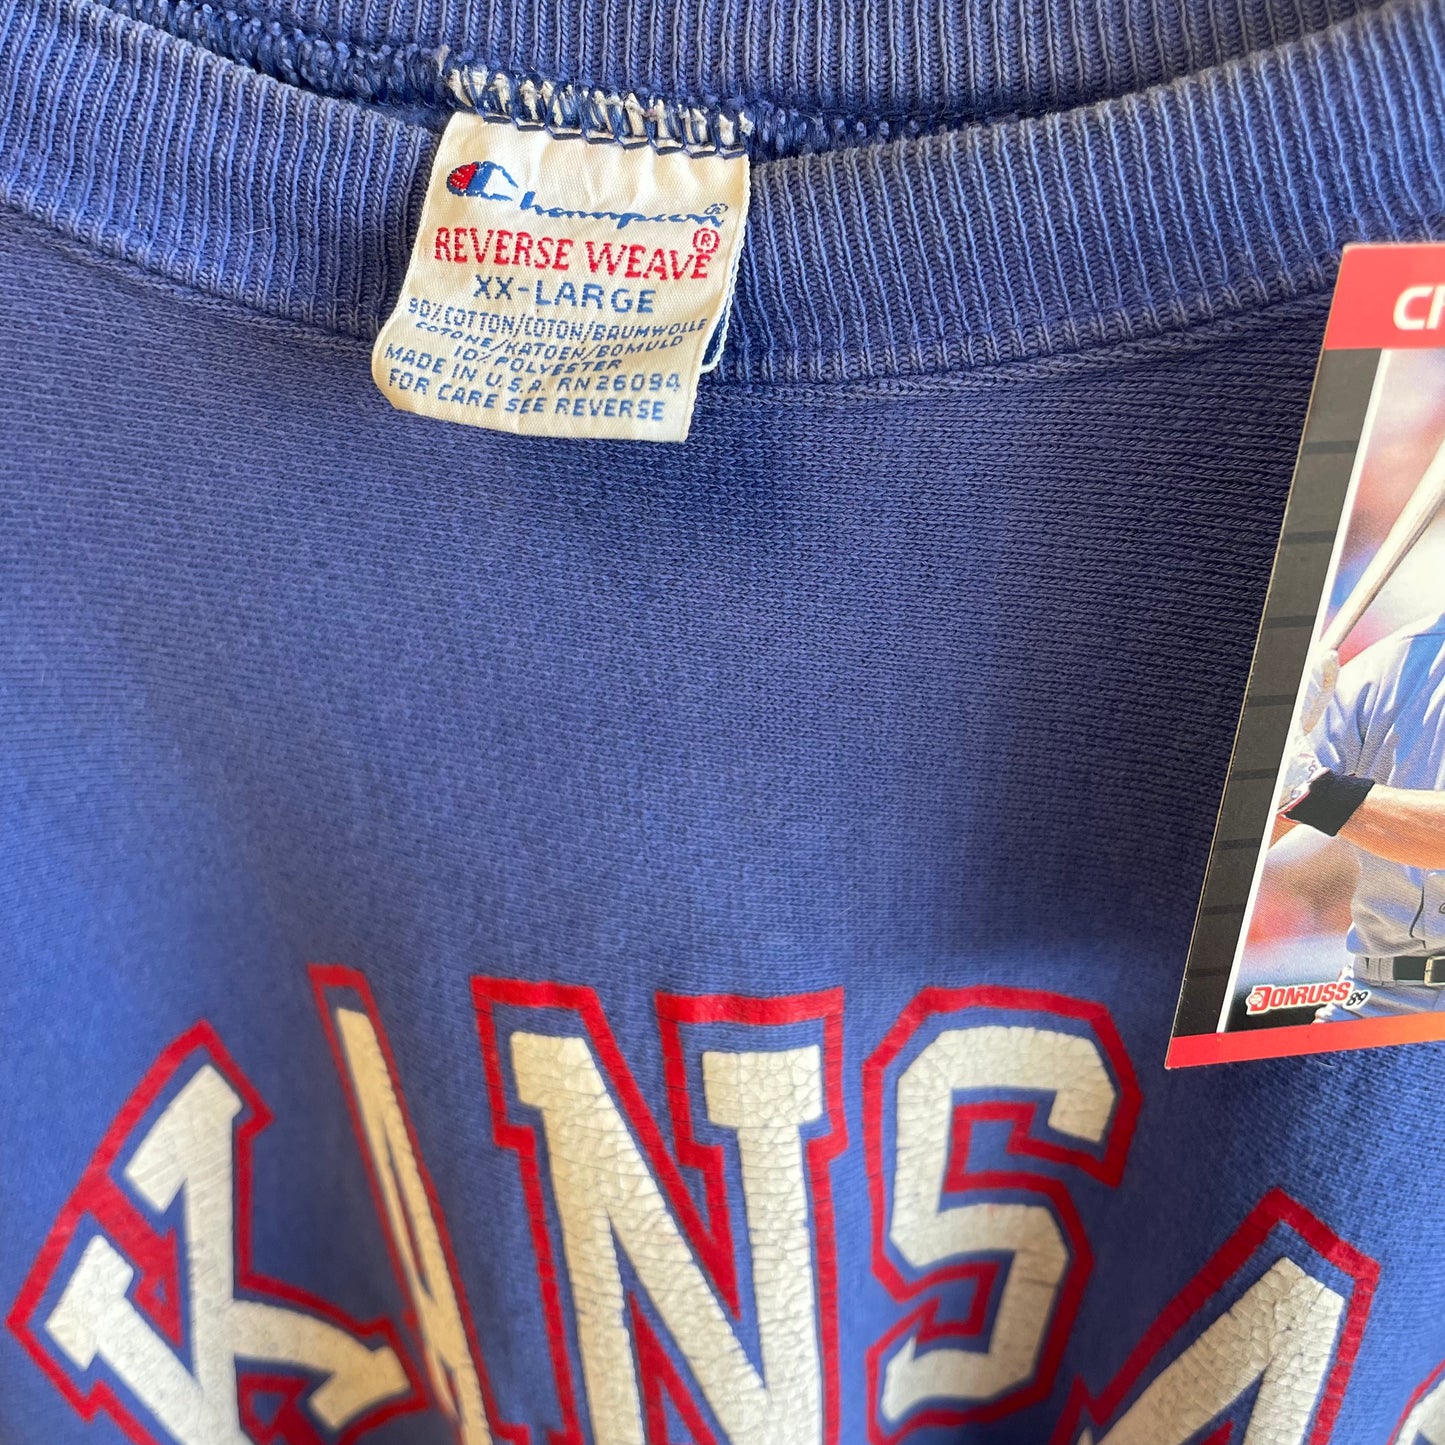 Champion®
REVERSE WEAVE®
XX-LARGE
90% COTTON/COTON/BAUMWOLLE
COTONE/KATOEN/BOMULD
10% POLYESTER
MADE IN U.S.A. RN 26094
FOR CARE SEE REVERSE
DONRUSS 89
KANSA